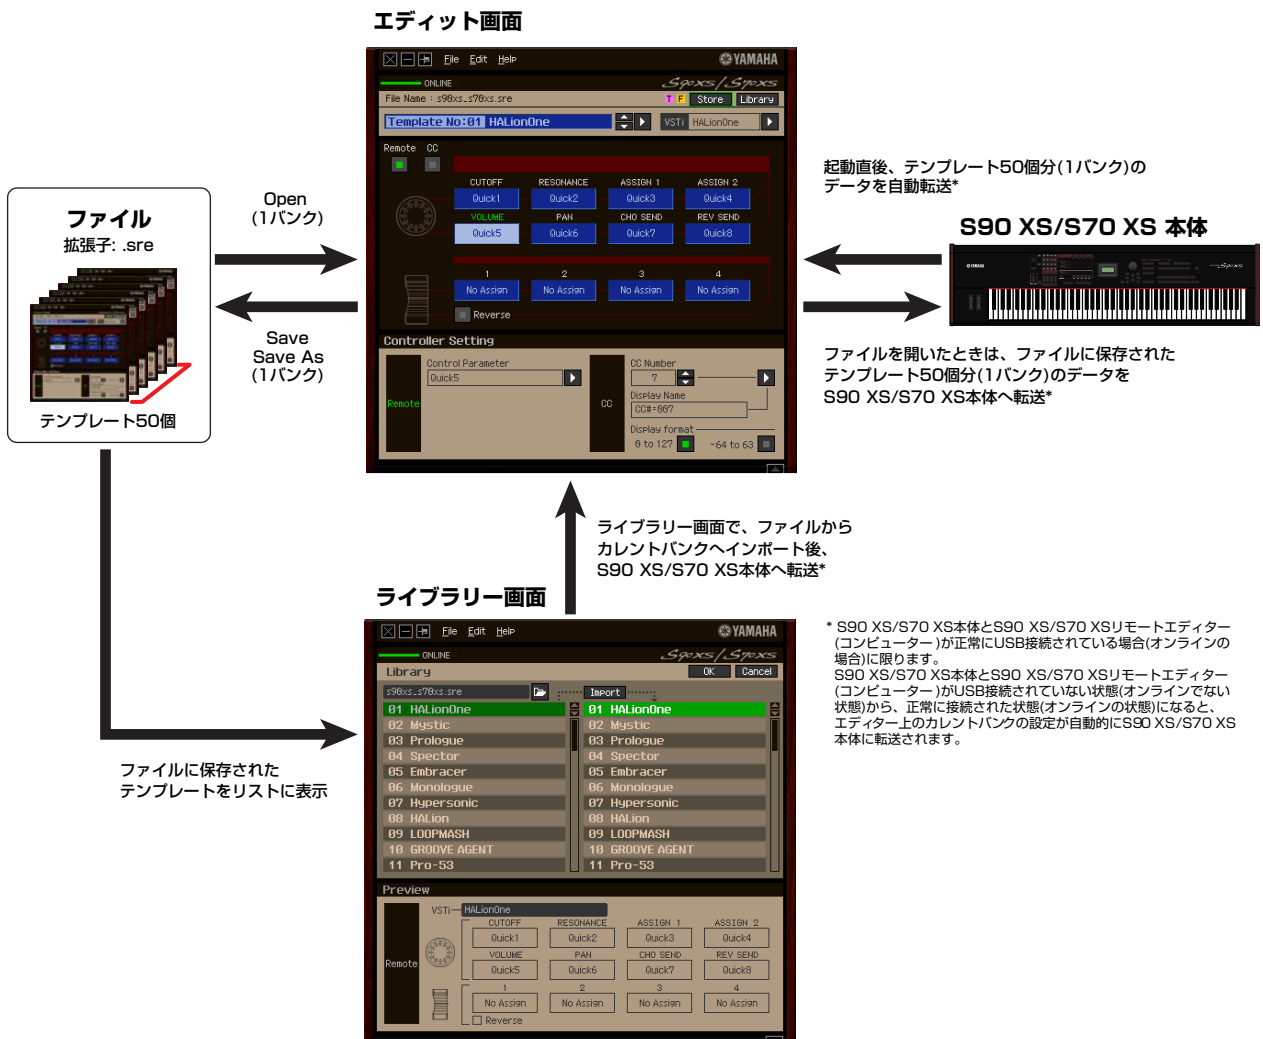 エディット画面
File Edit Help
YAMAHA
ONLINE
S90XS/S70XS
File Name : s90xs_s70xs.sre
T F Store Library
Template No:01 HALionOne
VSTi HALionOne
Remote CC
CUTOFF RESONANCE ASSIGN 1 ASSIGN 2
Quick1 Quick2 Quick3 Quick4
VOLUME PAN CHO SEND REV SEND
Quick5 Quick6 Quick7 Quick8
1 2 3 4
No Assign No Assign No Assign No Assign
Reverse
Controller Setting
Control Parameter
Quick5
Remote
CC
CC Number
7
Display Name
CC#=007
Display format
0 to 127 -64 to 63
ファイル
拡張子: .sre
テンプレート50個
Open
(1バンク)
Save
Save As
(1バンク)
起動直後、テンプレート50個分(1バンク)の
データを自動転送*
S90 XS/S70 XS 本体
YAMAHA
S90XS
ファイルを開いたときは、ファイルに保存された
テンプレート50個分(1バンク)のデータを
S90 XS/S70 XS本体へ転送*
ライブラリー画面で、ファイルから
カレントバンクへインポート後、
S90 XS/S70 XS本体へ転送*
ライブラリー画面
File Edit Help
YAMAHA
ONLINE
S90XS/S70XS
Library
OK Cancel
s90xs_s70xs.sre
Import
01 HALionOne 01 HALionOne
02 Mystic 02 Mystic
03 Prologue 03 Prologue
04 Spector 04 Spector
05 Embracer 05 Embracer
06 Monologue 06 Monologue
07 Hypersonic 07 Hypersonic
08 HALion 08 HALion
09 LOOPMASH 09 LOOPMASH
10 GROOVE AGENT 10 GROOVE AGENT
11 Pro-53 11 Pro-53
Preview
VSTi HALionOne
CUTOFF RESONANCE ASSIGN 1 ASSIGN 2
Quick1 Quick2 Quick3 Quick4
Remote
VOLUME PAN CHO SEND REV SEND
Quick5 Quick6 Quick7 Quick8
1 2 3 4
No Assign No Assign No Assign No Assign
Reverse
ファイルに保存された
テンプレートをリストに表示
* S90 XS/S70 XS本体とS90 XS/S70 XSリモートエディター
(コンピューター)が正常にUSB接続されている場合(オンラインの
場合)に限ります。
S90 XS/S70 XS本体とS90 XS/S70 XSリモートエディター
(コンピューター)がUSB接続されていない状態(オンラインでない
状態)から、正常に接続された状態(オンラインの状態)になると、
エディター上のカレントバンクの設定が自動的にS90 XS/S70 XS
本体に転送されます。